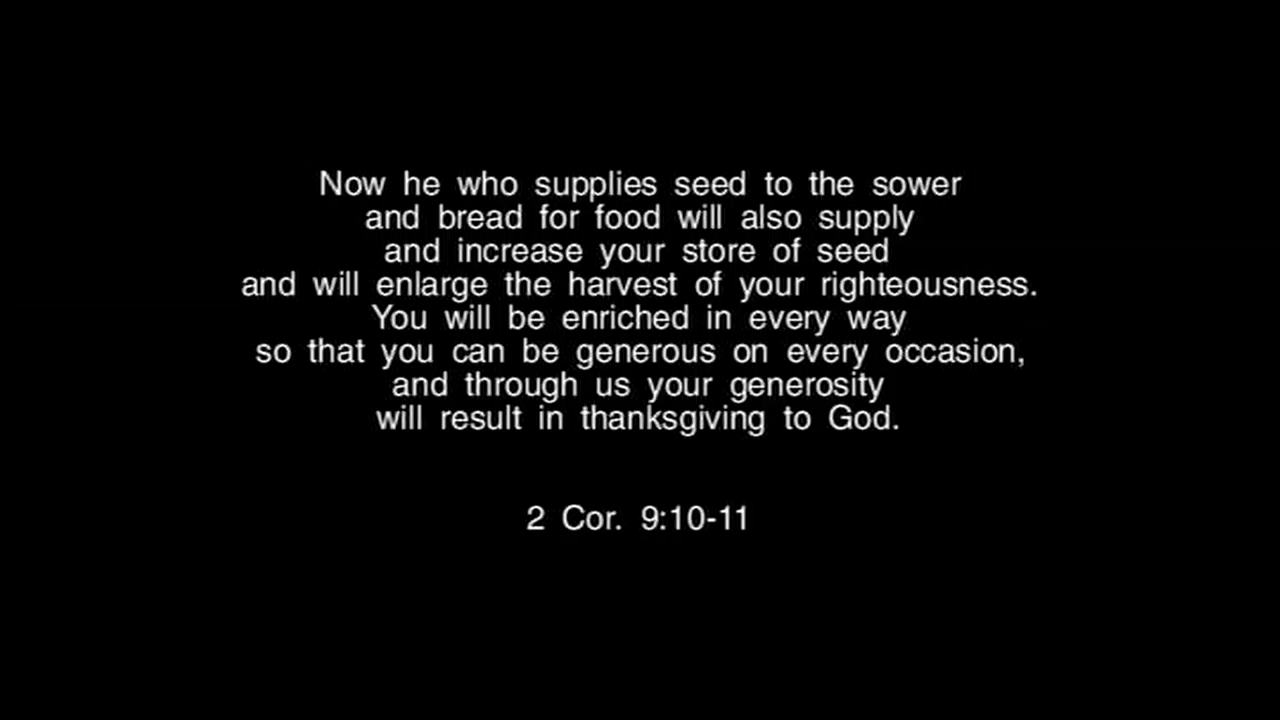 Now he who supplies seed to the sower
and bread for food will also supply
and increase your store of seed
and will enlarge the harvest of your righteousness.
You will be enriched in every way
so that you can be generous on every occasion,
and through us your generosity
will result in thanksgiving to God.
2 Cor. 9:10-11